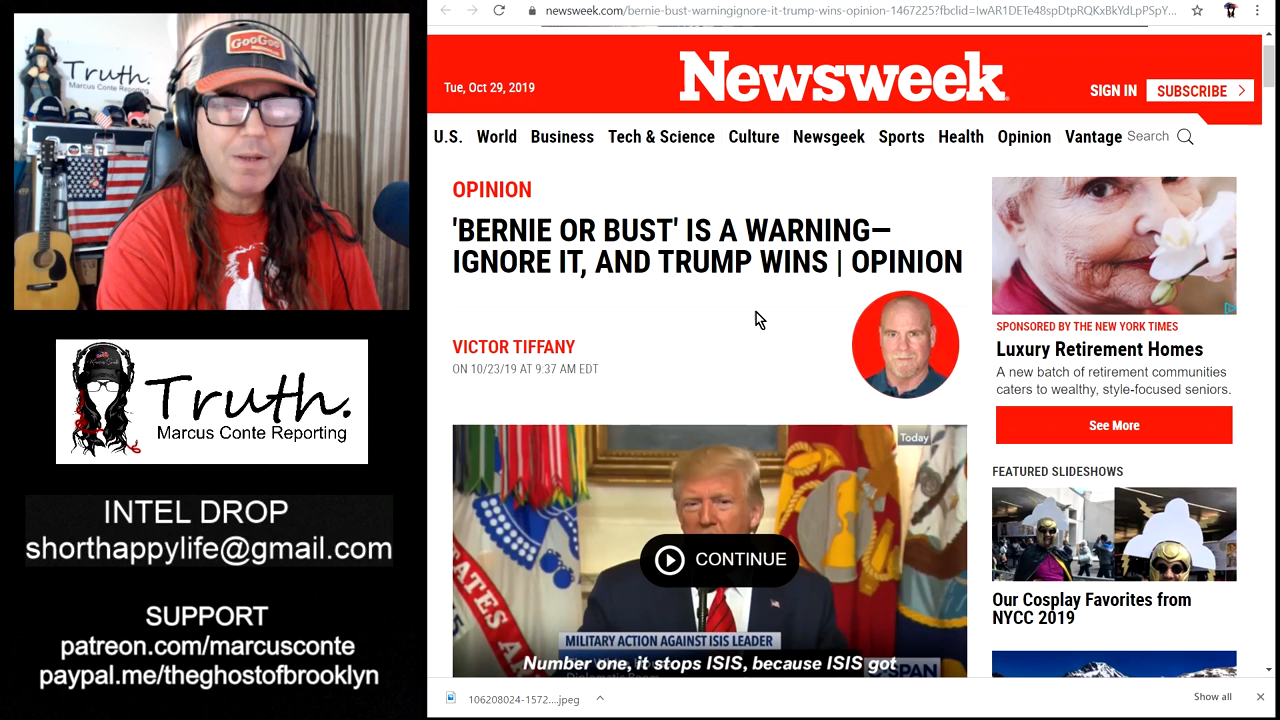 GOOGOO
Truth.
Marcus Conte Reporting
Truth.
Marcus Conte Reporting
INTEL DROP
shorthappylife@gmail.com
SUPPORT
patreon.com/marcusconte
paypal.me/theghostofbrooklyn
newsweek.com/bernie-bust-warningignore-it-trump-wins-opinion-1467225?fbclid=IwAR1DETe48spDtpRQKxBkYdLpPSpY...
Tue, Oct 29, 2019
Newsweek
SIGN IN
SUBSCRIBE
U.S. World Business Tech & Science Culture Newsgeek Sports Health Opinion Vantage Search
OPINION
'BERNIE OR BUST' IS A WARNING—
IGNORE IT, AND TRUMP WINS | OPINION
VICTOR TIFFANY
ON 10/23/19 AT 9:37 AM EDT
Today
CONTINUE
MILITARY ACTION AGAINST ISIS LEADER
Diplomatic Room
Number one, it stops ISIS, because ISIS got
SPAN
SPONSORED BY THE NEW YORK TIMES
Luxury Retirement Homes
A new batch of retirement communities
caters to wealthy, style-focused seniors.
See More
FEATURED SLIDESHOWS
Our Cosplay Favorites from
NYCC 2019
106208024-1572....jpeg
Show all